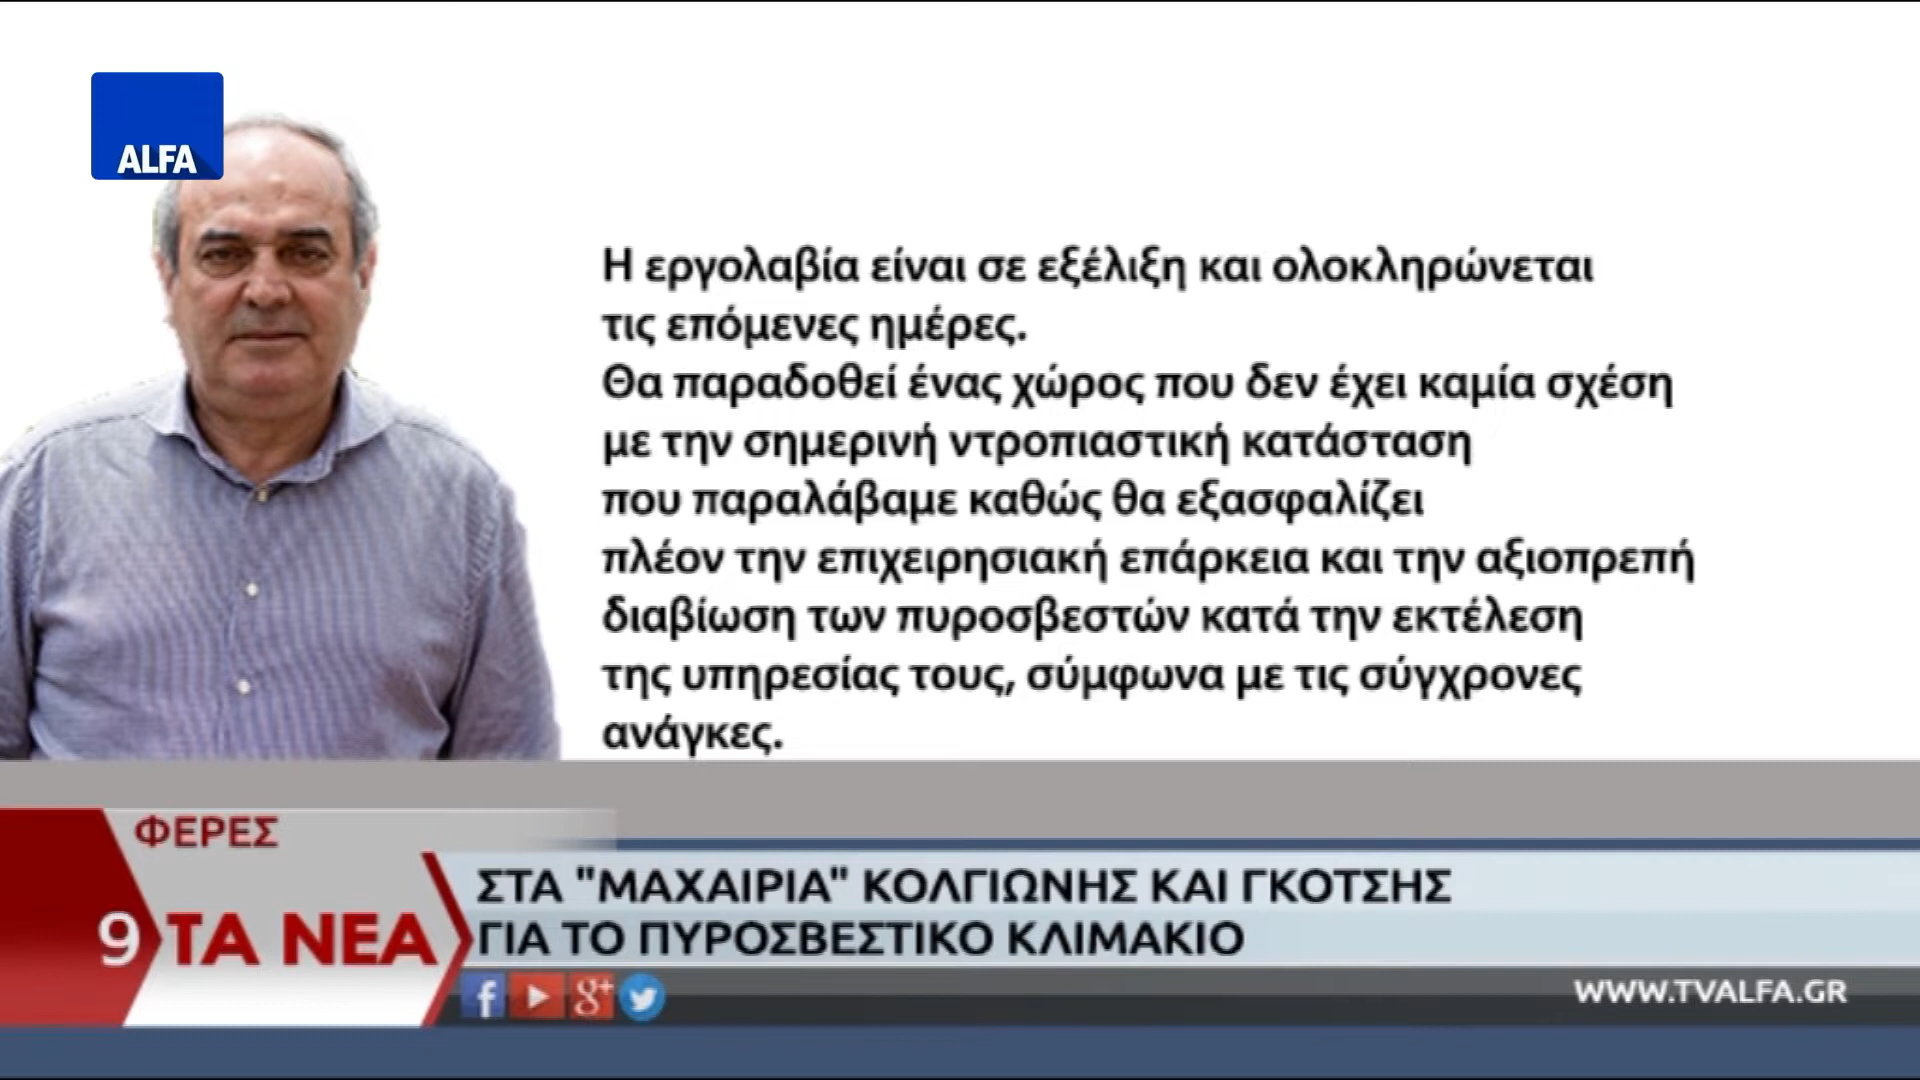 ALFA
Η εργολαβία είναι σε εξέλιξη και ολοκληρώνεται
τις επόμενες ημέρες.
Θα παραδοθεί ένας χώρος που δεν έχει καμία σχέση
με την σημερινή ντροπιαστική κατάσταση
που παραλάβαμε καθώς θα εξασφαλίζει
πλέον την επιχειρησιακή επάρκεια και την αξιοπρεπή
διαβίωση των πυροσβεστών κατά την εκτέλεση
της υπηρεσίας τους, σύμφωνα με τις σύγχρονες
ανάγκες.
ΦΕΡΕΣ
9 ΤΑ ΝΕΑ
ΣΤΑ "ΜΑΧΑΙΡΙΑ" ΚΟΛΓΙΩΝΗΣ ΚΑΙ ΓΚΟΤΣΗΣ
ΓΙΑ ΤΟ ΠΥΡΟΣΒΕΣΤΙΚΟ ΚΛΙΜΑΚΙΟ
f g+
WWW.TVALFA.GR